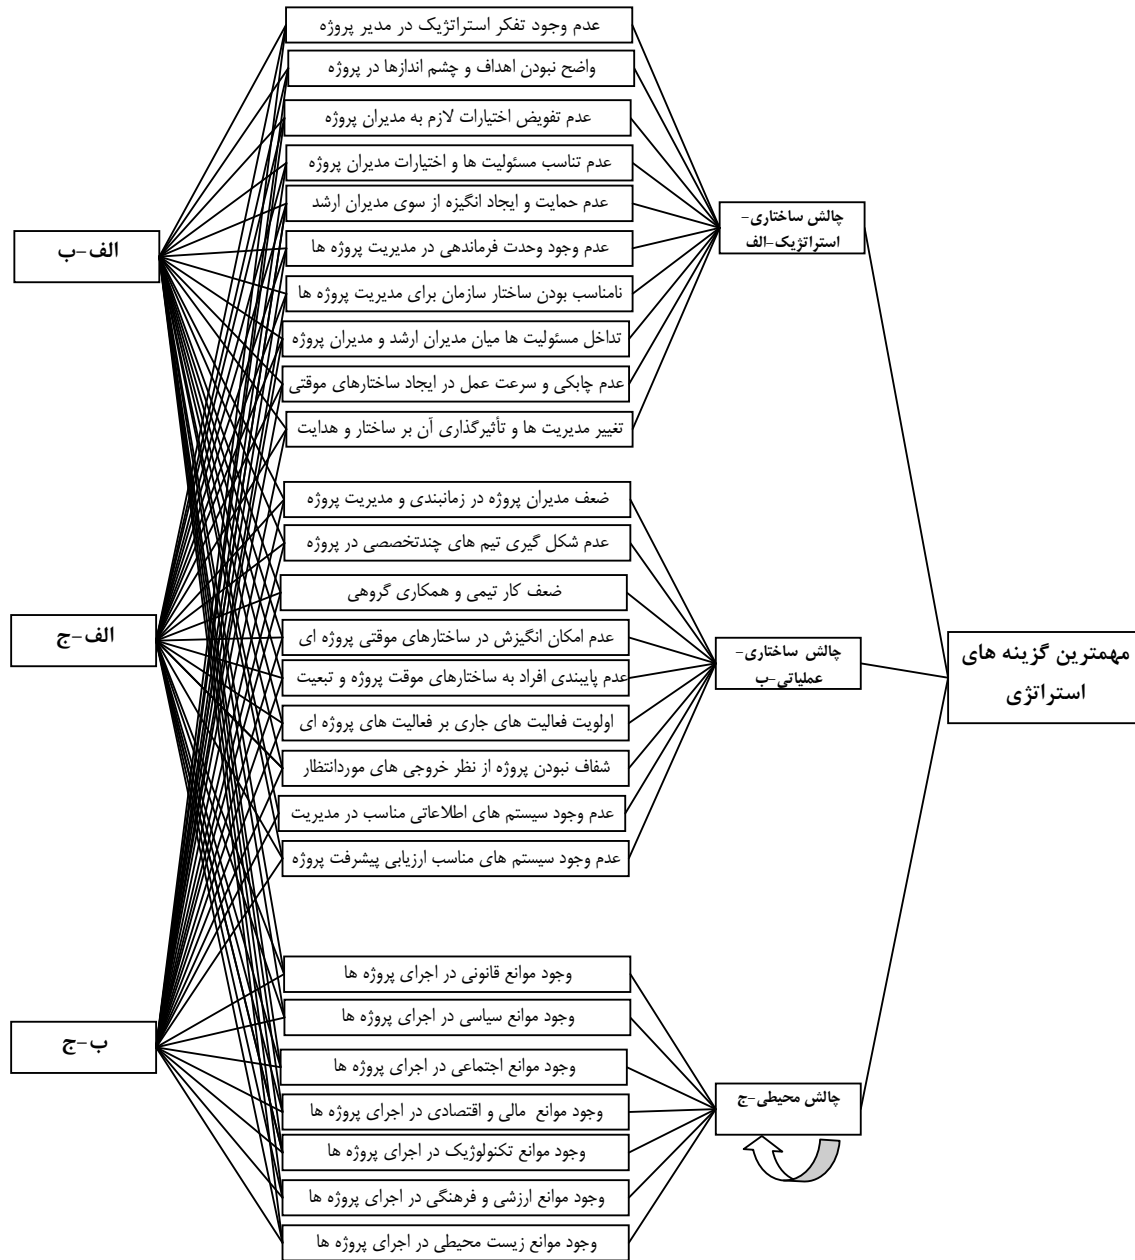 مهمترین گزینه های
استراتژی
چالش ساختاری-
استراتژیک-الف
عدم وجود تفکر استراتژیک در مدیر پروژه
واضح نبودن اهداف و چشم اندازها در پروژه
عدم تفویض اختیارات لازم به مدیران پروژه
عدم تناسب مسئولیت ها و اختیارات مدیران پروژه
عدم حمایت و ایجاد انگیزه از سوی مدیران ارشد
عدم وجود وحدت فرماندهی در مدیریت پروژه ها
نامناسب بودن ساختار سازمان برای مدیریت پروژه ها
تداخل مسئولیت ها میان مدیران ارشد و مدیران پروژه
عدم چابکی و سرعت عمل در ایجاد ساختارهای موقتی
تغییر مدیریت ها و تأثیرگذاری آن بر ساختار و هدایت
چالش ساختاری-
عملیاتی-ب
ضعف مدیران پروژه در زمانبندی و مدیریت پروژه
عدم شکل گیری تیم های چندتخصصی در پروژه
ضعف کار تیمی و همکاری گروهی
عدم امکان انگیزش در ساختارهای موقتی پروژه ای
عدم پایبندی افراد به ساختارهای موقت پروژه و تبعیت
اولویت فعالیت های جاری بر فعالیت های پروژه ای
شفاف نبودن پروژه از نظر خروجی های موردانتظار
عدم وجود سیستم های اطلاعاتی مناسب در مدیریت
عدم وجود سیستم های مناسب ارزیابی پیشرفت پروژه
چالش محیطی-ج
وجود موانع قانونی در اجرای پروژه ها
وجود موانع سیاسی در اجرای پروژه ها
وجود موانع اجتماعی در اجرای پروژه ها
وجود موانع مالی و اقتصادی در اجرای پروژه ها
وجود موانع تکنولوژیک در اجرای پروژه ها
وجود موانع ارزشی و فرهنگی در اجرای پروژه ها
وجود موانع زیست محیطی در اجرای پروژه ها
الف-ب
الف-ج
ب-ج